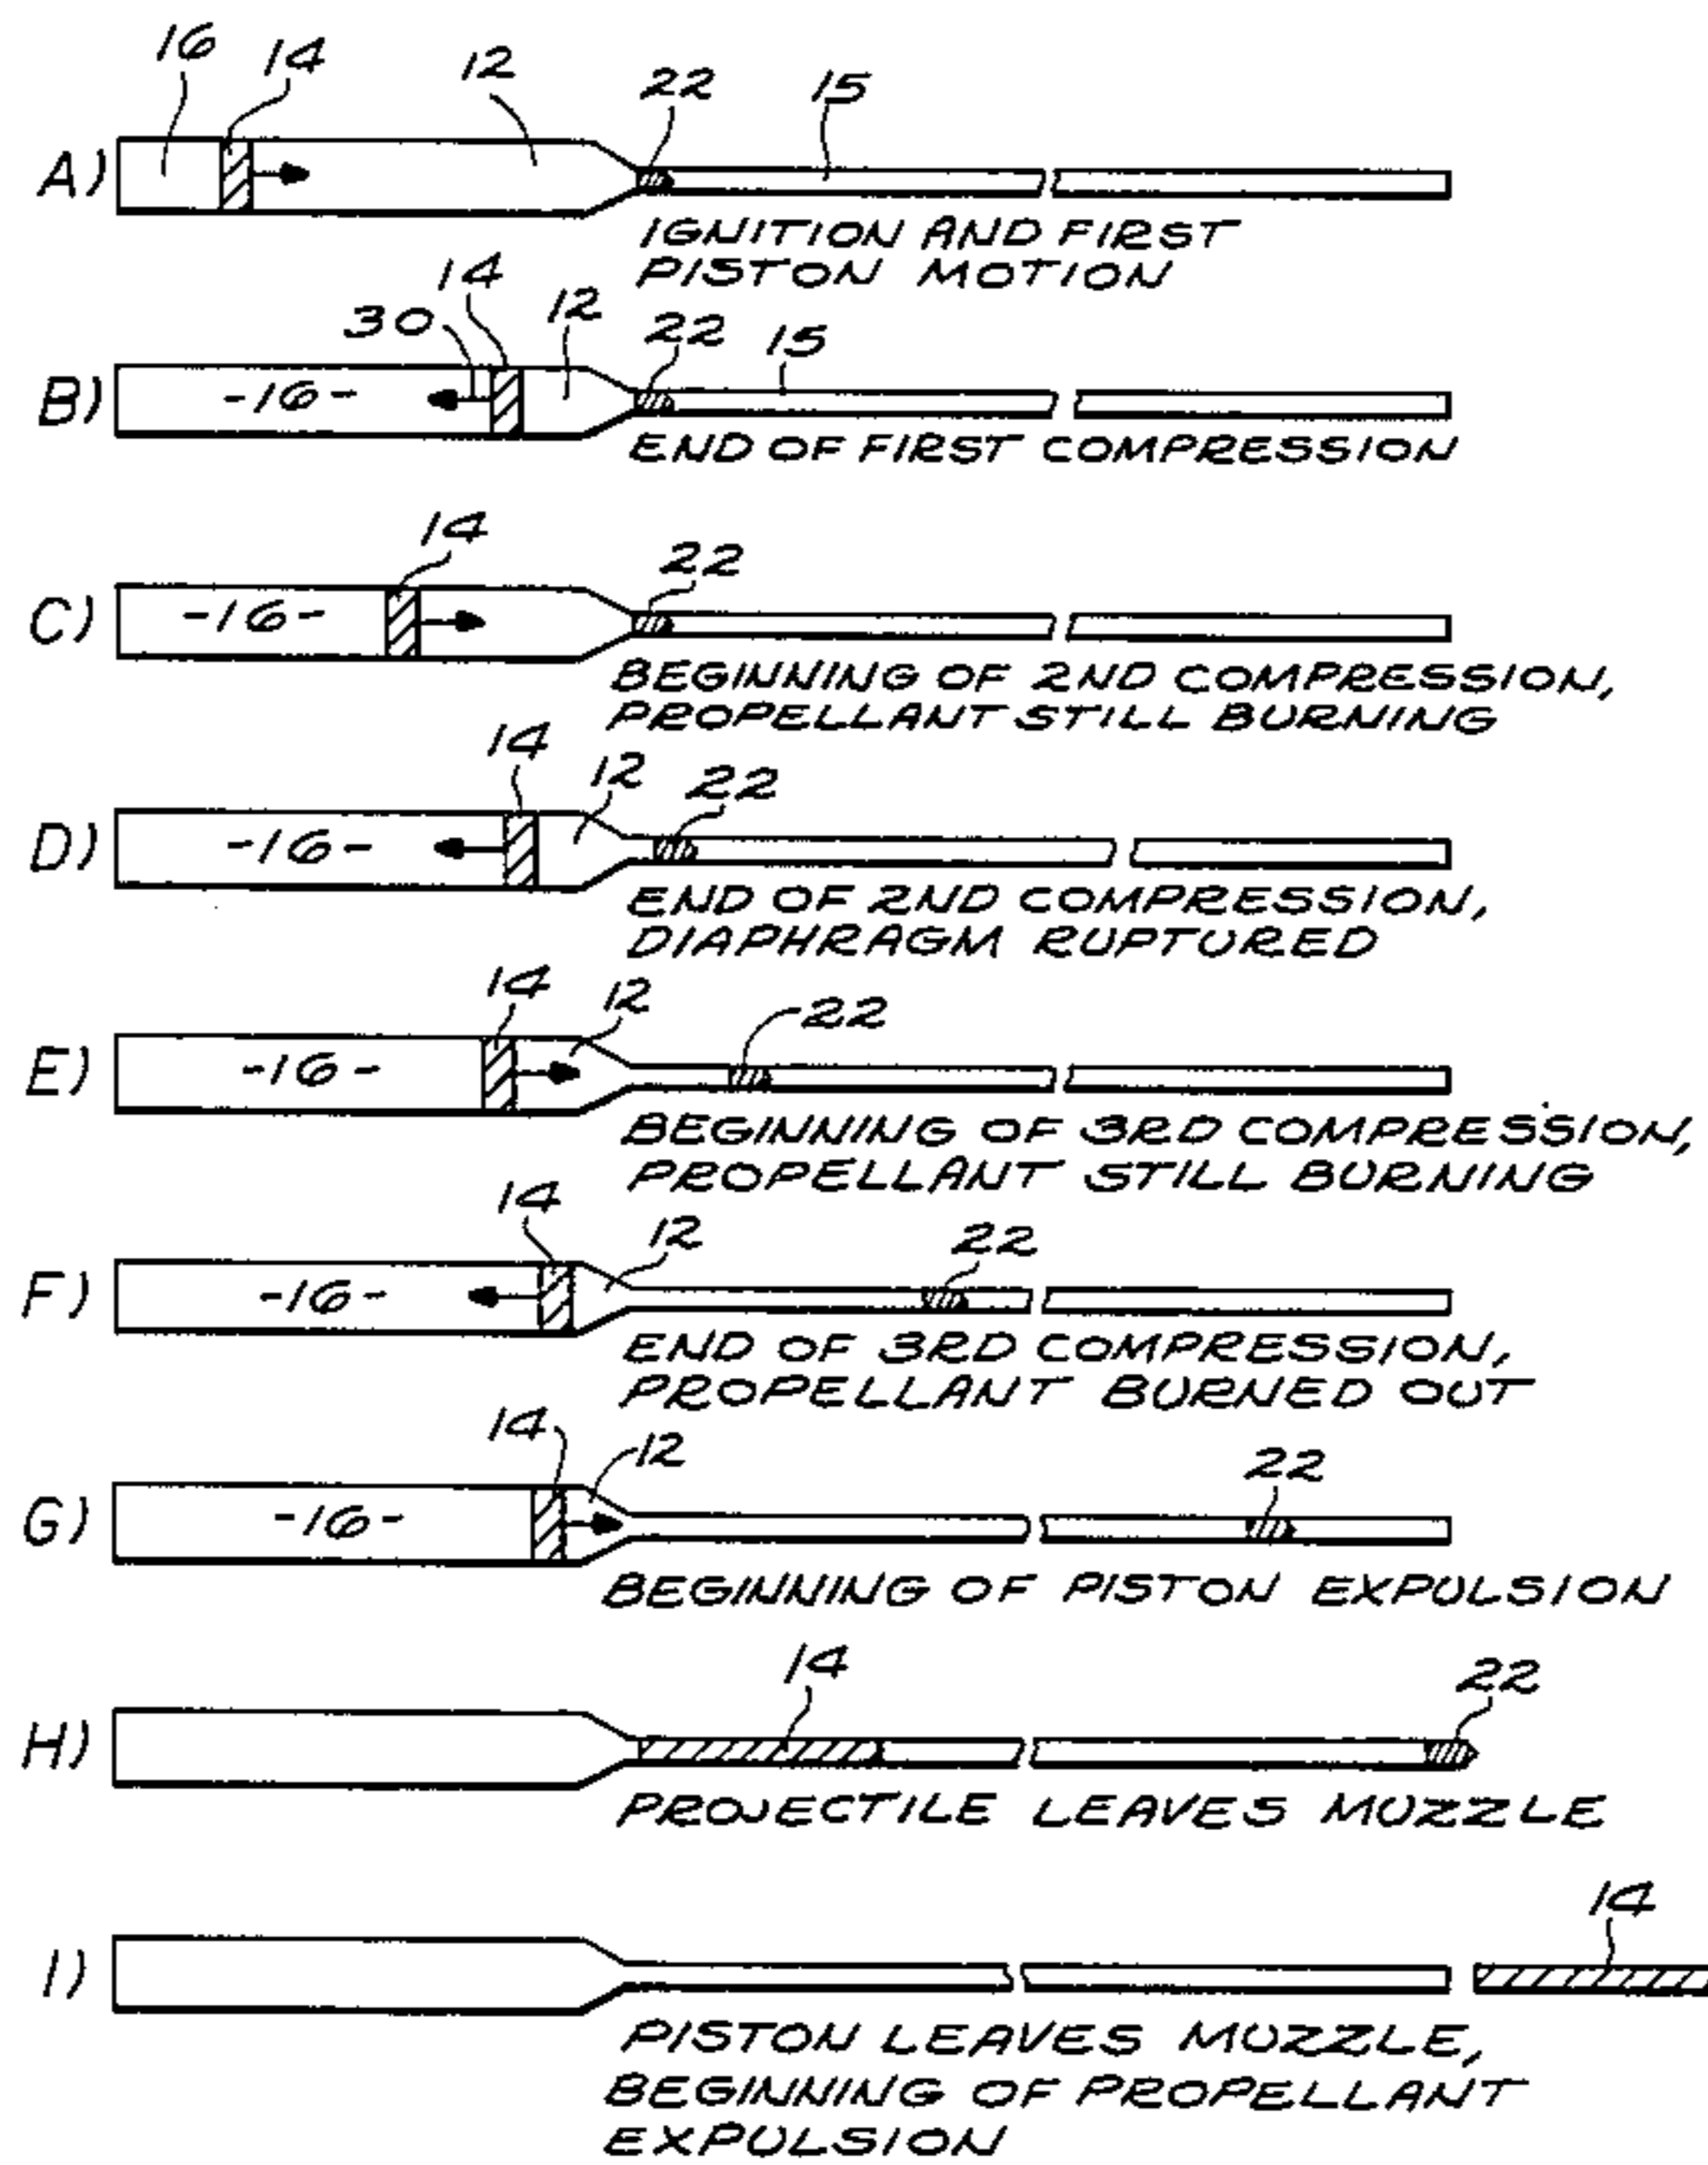 16 14 12 22 15
A)
IGNITION AND FIRST
PISTON MOTION
14
30 12 22 15
B) -16-
END OF FIRST COMPRESSION
14 22
C) -16-
BEGINNING OF 2ND COMPRESSION,
PROPELLANT STILL BURNING
14 12 22
D) -16-
END OF 2ND COMPRESSION,
DIAPHRAGM RUPTURED
14 12 22
E) -16-
BEGINNING OF 3RD COMPRESSION,
PROPELLANT STILL BURNING
14 12 22
F) -16-
END OF 3RD COMPRESSION,
PROPELLANT BURNED OUT
14 12 22
G) -16-
BEGINNING OF PISTON EXPULSION
14 22
H)
PROJECTILE LEAVES MUZZLE
14
I)
PISTON LEAVES MUZZLE,
BEGINNING OF PROPELLANT
EXPULSION